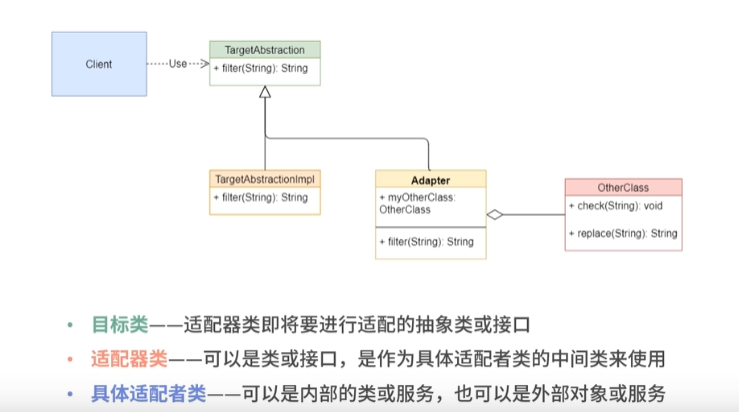 Client
Use
TargetAbstraction
+ filter(String): String
TargetAbstractionImpl
+ filter(String): String
Adapter
+ myOtherClass:
OtherClass
+ filter(String): String
OtherClass
+ check(String): void
+ replace(String): String
• 目标类——适配器类即将要进行适配的抽象类或接口
• 适配器类——可以是类或接口，是作为具体适配者类的中间类来使用
• 具体适配者类——可以是内部的类或服务，也可以是外部对象或服务